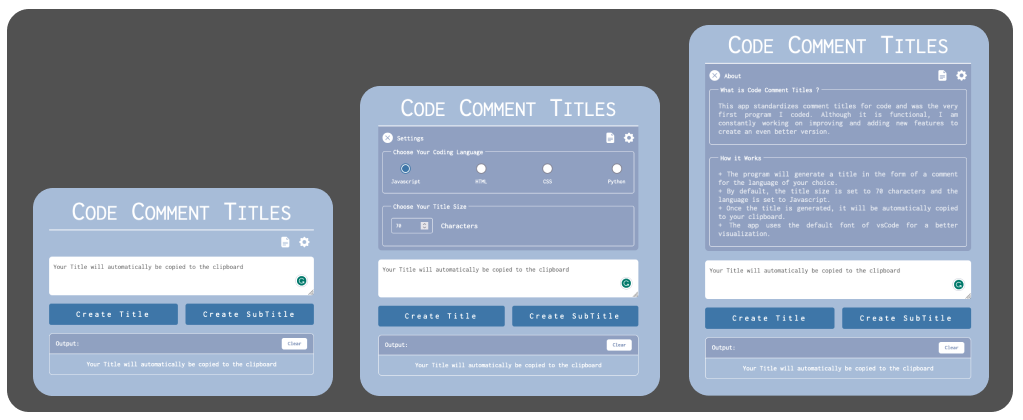 Code Comment Titles
Your Title will automatically be copied to the clipboard
Create Title
Create SubTitle
Output:
Clear
Your Title will automatically be copied to the clipboard
Code Comment Titles
Settings
Choose Your Coding Language
Javascript
HTML
CSS
Python
Choose Your Title Size
70
Characters
Your Title will automatically be copied to the clipboard
Create Title
Create SubTitle
Output:
Clear
Your Title will automatically be copied to the clipboard
Code Comment Titles
About
What is Code Comment Titles ?
This app standardizes comment titles for code and was the very
first program I coded. Although it is functional, I am
constantly working on improving and adding new features to
create an even better version.
How it Works
+ The program will generate a title in the form of a comment
for the language of your choice.
+ By default, the title size is set to 70 characters and the
language is set to Javascript.
+ Once the title is generated, it will be automatically copied
to your clipboard.
+ The app uses the default font of vsCode for a better
visualization.
Your Title will automatically be copied to the clipboard
Create Title
Create SubTitle
Output:
Clear
Your Title will automatically be copied to the clipboard